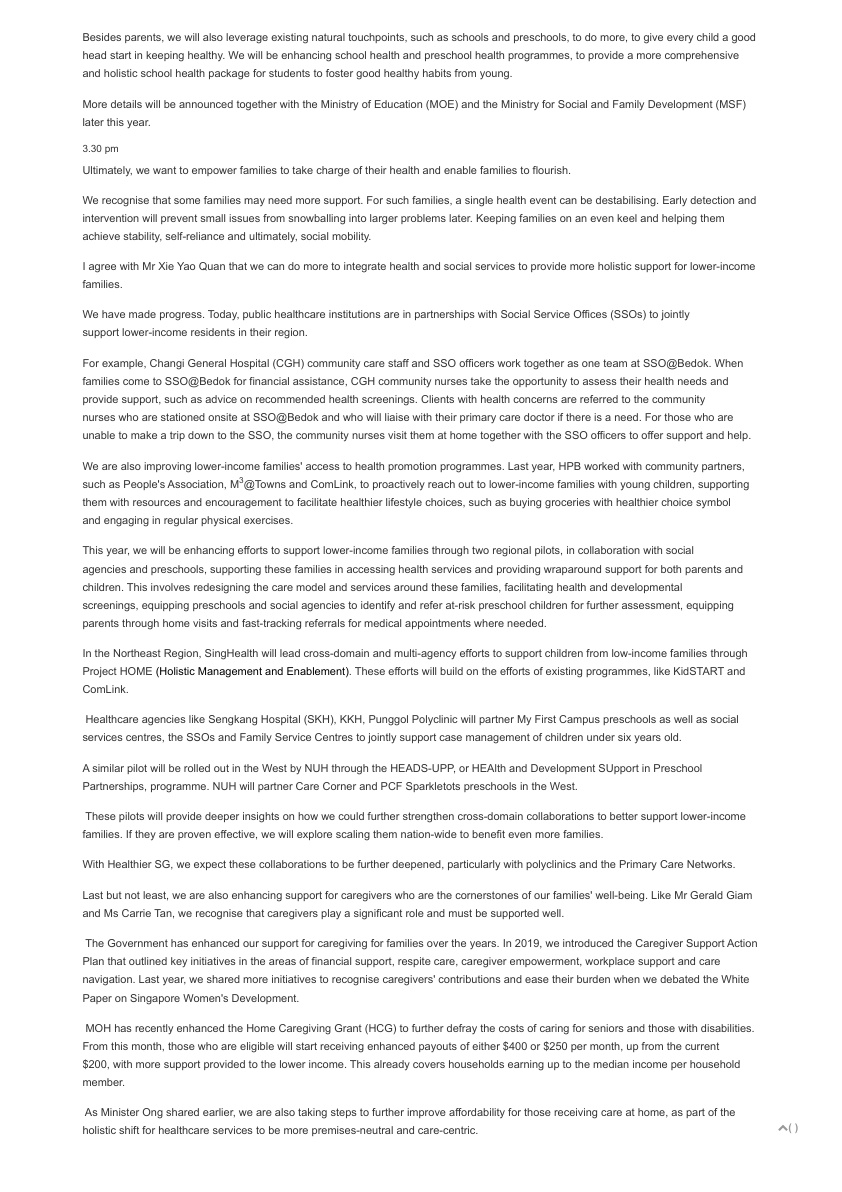 Besides parents, we will also leverage existing natural touchpoints, such as schools and preschools, to do more, to give every child a good
head start in keeping healthy. We will be enhancing school health and preschool health programmes, to provide a more comprehensive
and holistic school health package for students to foster good healthy habits from young.
More details will be announced together with the Ministry of Education (MOE) and the Ministry for Social and Family Development (MSF)
later this year.
3.30 pm
Ultimately, we want to empower families to take charge of their health and enable families to flourish.
We recognise that some families may need more support. For such families, a single health event can be destabilising. Early detection and
intervention will prevent small issues from snowballing into larger problems later. Keeping families on an even keel and helping them
achieve stability, self-reliance and ultimately, social mobility.
I agree with Mr Xie Yao Quan that we can do more to integrate health and social services to provide more holistic support for lower-income
families.
We have made progress. Today, public healthcare institutions are in partnerships with Social Service Offices (SSOs) to jointly
support lower-income residents in their region.
For example, Changi General Hospital (CGH) community care staff and SSO officers work together as one team at SSO@Bedok. When
families come to SSO@Bedok for financial assistance, CGH community nurses take the opportunity to assess their health needs and
provide support, such as advice on recommended health screenings. Clients with health concerns are referred to the community
nurses who are stationed onsite at SSO@Bedok and who will liaise with their primary care doctor if there is a need. For those who are
unable to make a trip down to the SSO, the community nurses visit them at home together with the SSO officers to offer support and help.
We are also improving lower-income families' access to health promotion programmes. Last year, HPB worked with community partners,
such as People's Association, M3@Towns and ComLink, to proactively reach out to lower-income families with young children, supporting
them with resources and encouragement to facilitate healthier lifestyle choices, such as buying groceries with healthier choice symbol
and engaging in regular physical exercises.
This year, we will be enhancing efforts to support lower-income families through two regional pilots, in collaboration with social
agencies and preschools, supporting these families in accessing health services and providing wraparound support for both parents and
children. This involves redesigning the care model and services around these families, facilitating health and developmental
screenings, equipping preschools and social agencies to identify and refer at-risk preschool children for further assessment, equipping
parents through home visits and fast-tracking referrals for medical appointments where needed.
In the Northeast Region, SingHealth will lead cross-domain and multi-agency efforts to support children from low-income families through
Project HOME (Holistic Management and Enablement). These efforts will build on the efforts of existing programmes, like KidSTART and
ComLink.
Healthcare agencies like Sengkang Hospital (SKH), KKH, Punggol Polyclinic will partner My First Campus preschools as well as social
services centres, the SSOs and Family Service Centres to jointly support case management of children under six years old.
A similar pilot will be rolled out in the West by NUH through the HEADS-UPP, or HEAlth and Development SUpport in Preschool
Partnerships, programme. NUH will partner Care Corner and PCF Sparkletots preschools in the West.
These pilots will provide deeper insights on how we could further strengthen cross-domain collaborations to better support lower-income
families. If they are proven effective, we will explore scaling them nation-wide to benefit even more families.
With Healthier SG, we expect these collaborations to be further deepened, particularly with polyclinics and the Primary Care Networks.
Last but not least, we are also enhancing support for caregivers who are the cornerstones of our families' well-being. Like Mr Gerald Giam
and Ms Carrie Tan, we recognise that caregivers play a significant role and must be supported well.
The Government has enhanced our support for caregiving for families over the years. In 2019, we introduced the Caregiver Support Action
Plan that outlined key initiatives in the areas of financial support, respite care, caregiver empowerment, workplace support and care
navigation. Last year, we shared more initiatives to recognise caregivers' contributions and ease their burden when we debated the White
Paper on Singapore Women's Development.
MOH has recently enhanced the Home Caregiving Grant (HCG) to further defray the costs of caring for seniors and those with disabilities.
From this month, those who are eligible will start receiving enhanced payouts of either $400 or $250 per month, up from the current
$200, with more support provided to the lower income. This already covers households earning up to the median income per household
member.
As Minister Ong shared earlier, we are also taking steps to further improve affordability for those receiving care at home, as part of the
holistic shift for healthcare services to be more premises-neutral and care-centric.
( )